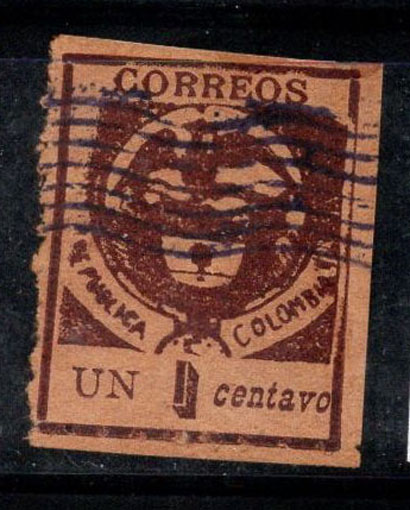 CORREOS
REPUBLICA COLOMBIA
UN 1 centavo